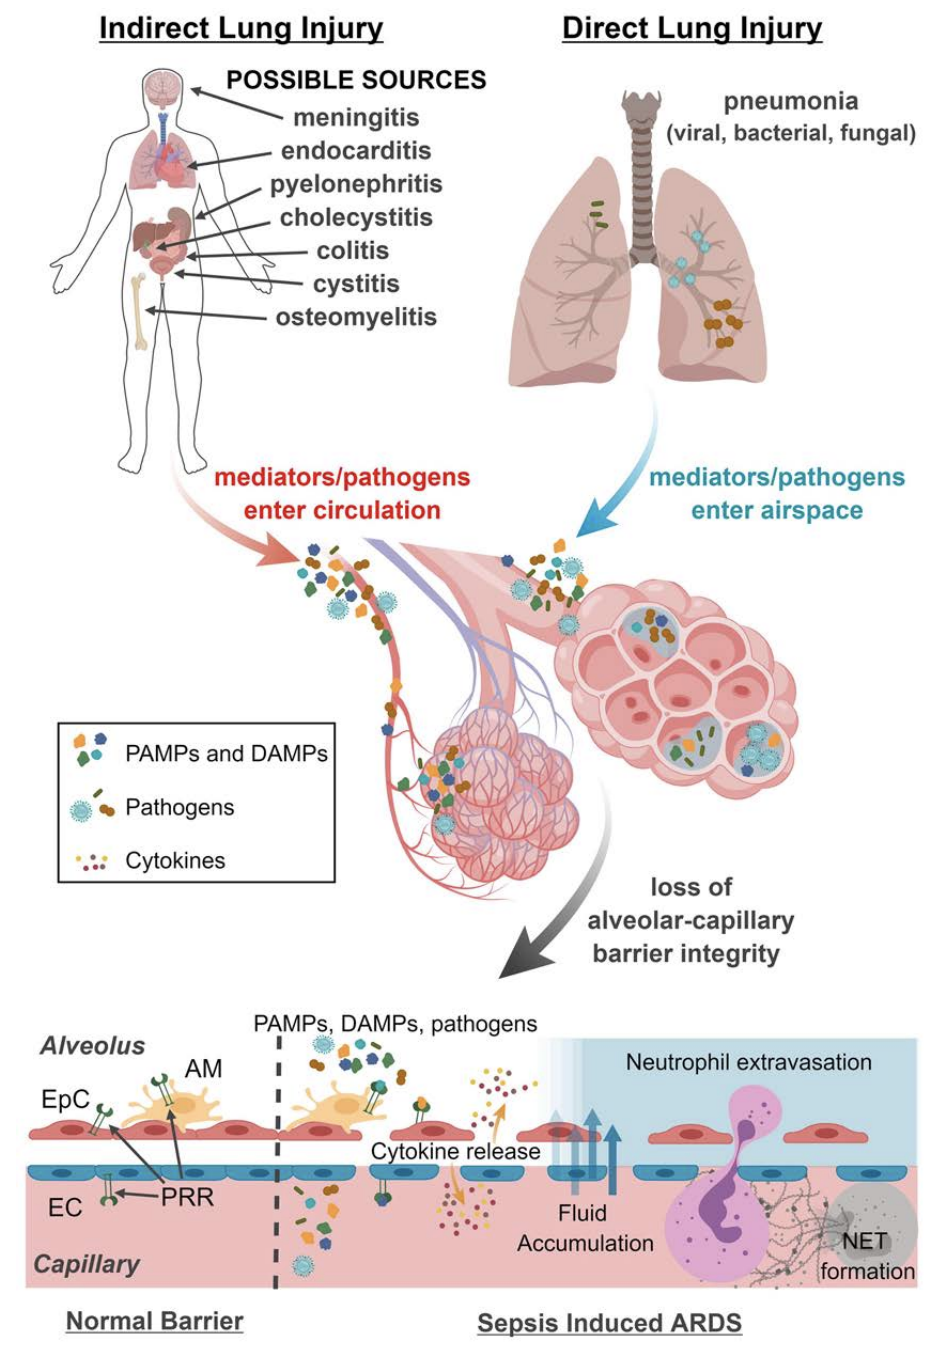 Indirect Lung Injury
Direct Lung Injury
POSSIBLE SOURCES
meningitis
endocarditis
pyelonephritis
cholecystitis
colitis
cystitis
osteomyelitis
pneumonia
(viral, bacterial, fungal)
mediators/pathogens
enter circulation
mediators/pathogens
enter airspace
PAMPs and DAMPs
Pathogens
Cytokines
loss of
alveolar-capillary
barrier integrity
PAMPs, DAMPs, pathogens
Alveolus
AM
EpC
Neutrophil extravasation
Cytokine release
PRR
EC
Fluid
Accumulation
NET
formation
Capillary
Normal Barrier
Sepsis Induced ARDS